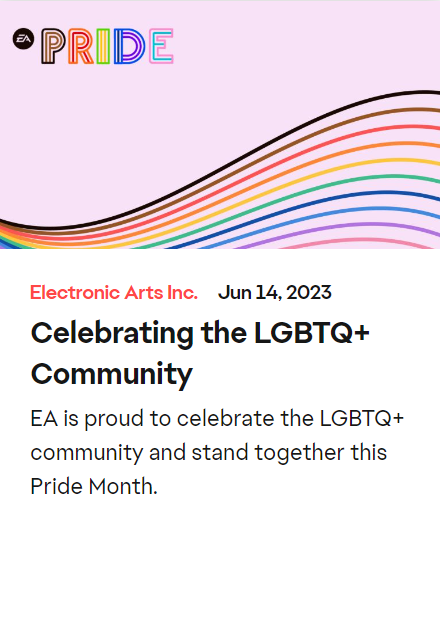 EA PRIDE
Electronic Arts Inc. Jun 14, 2023
Celebrating the LGBTQ+
Community
EA is proud to celebrate the LGBTQ+
community and stand together this
Pride Month.